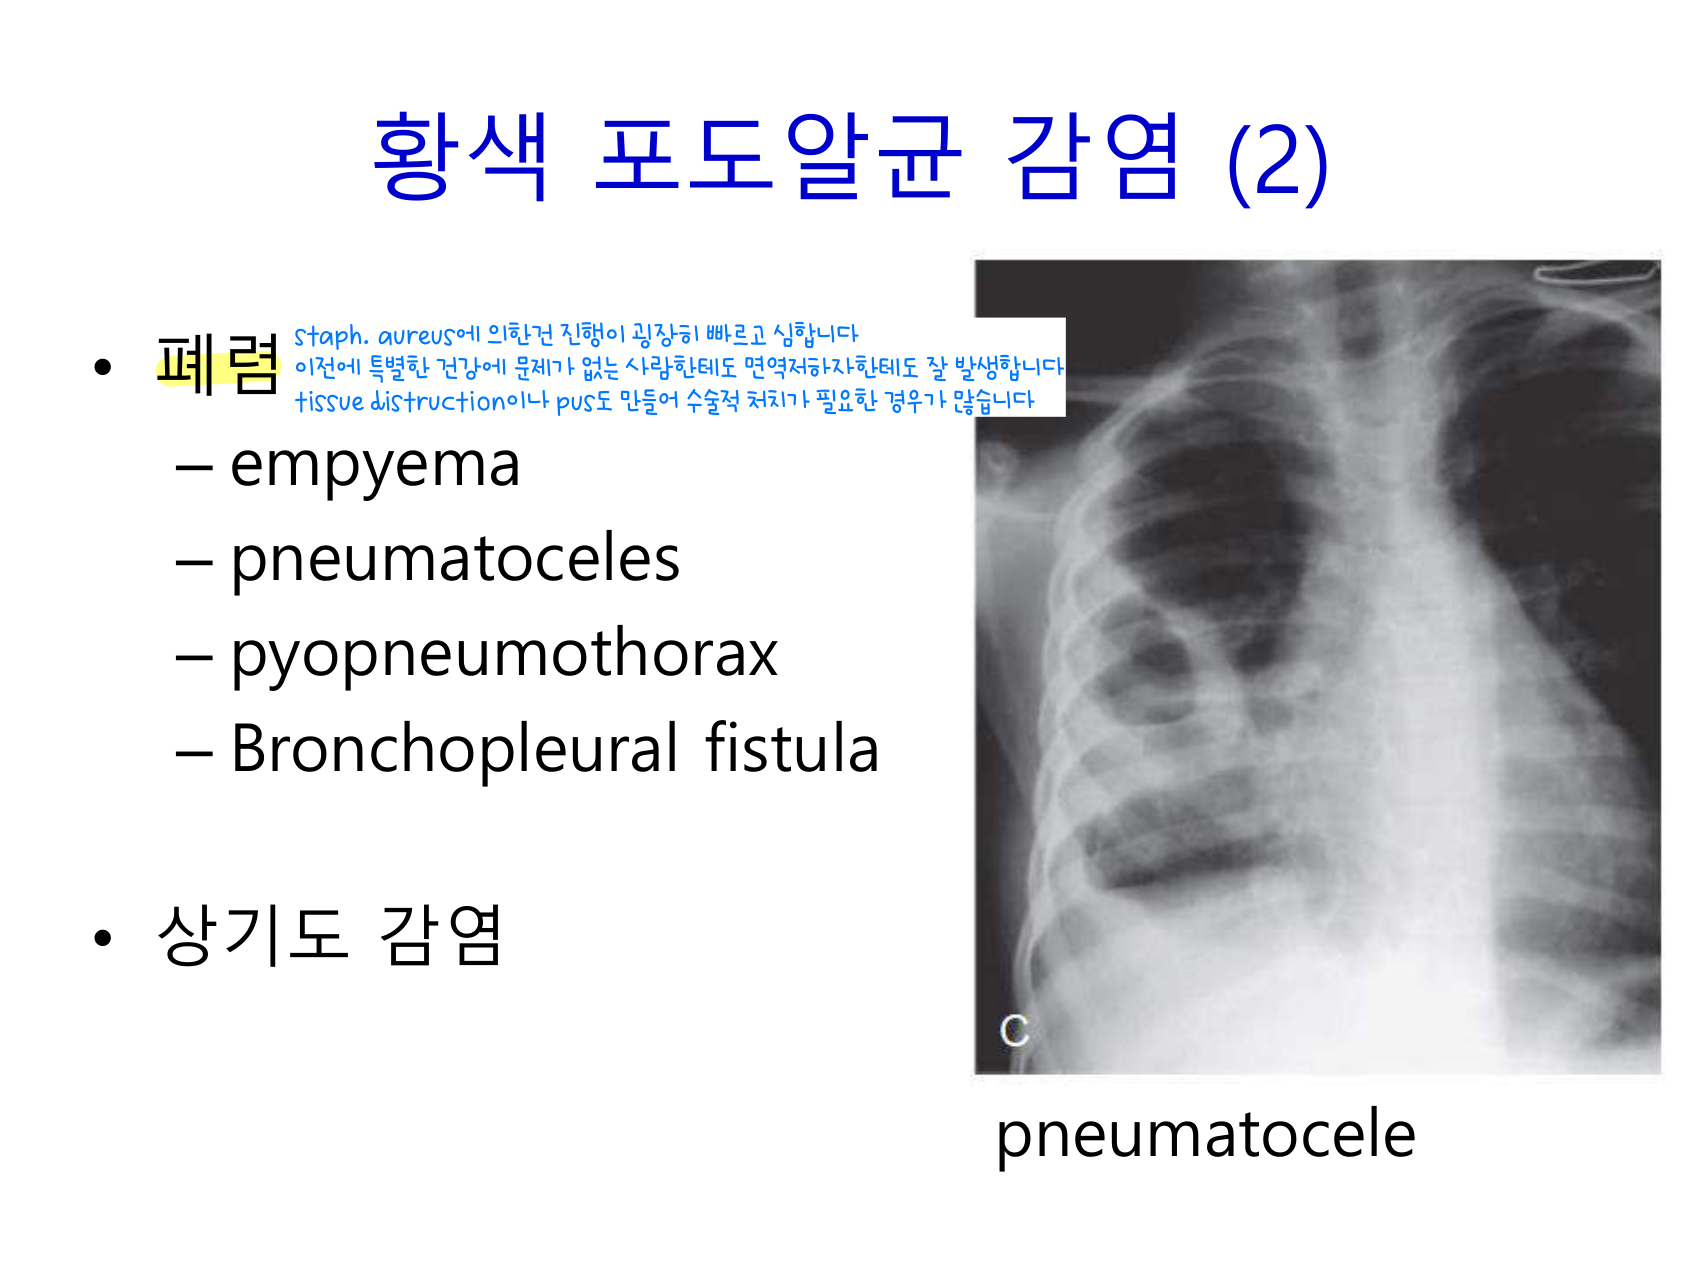 황색 포도알균 감염 (2)
• 폐렴
staph. aureus에 의한건 진행이 굉장히 빠르고 심합니다
이전에 특별한 건강에 문제가 없는 사람한테도 면역저하자한테도 잘 발생합니다
tissue distruction이나 pus도 만들어 수술적 처치가 필요한 경우가 많습니다
– empyema
– pneumatoceles
– pyopneumothorax
– Bronchopleural fistula
• 상기도 감염
C
pneumatocele